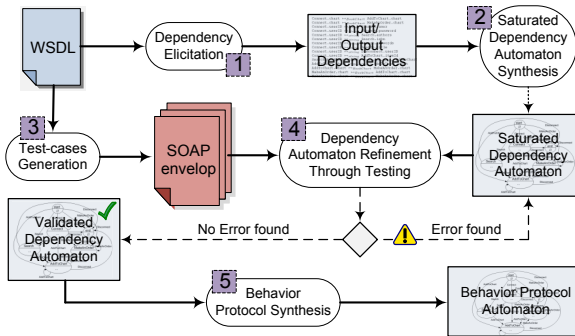 WSDL
Dependency
Elicitation
1
Input/
Output
Dependencies
2
Saturated
Dependency
Automaton
Synthesis
3
Test-cases
Generation
SOAP
envelop
4
Dependency
Automaton Refinement
Through Testing
Saturated
Dependency
Automaton
No Error found
Error found
Validated
Dependency
Automaton
5
Behavior
Protocol Synthesis
Behavior Protocol
Automaton